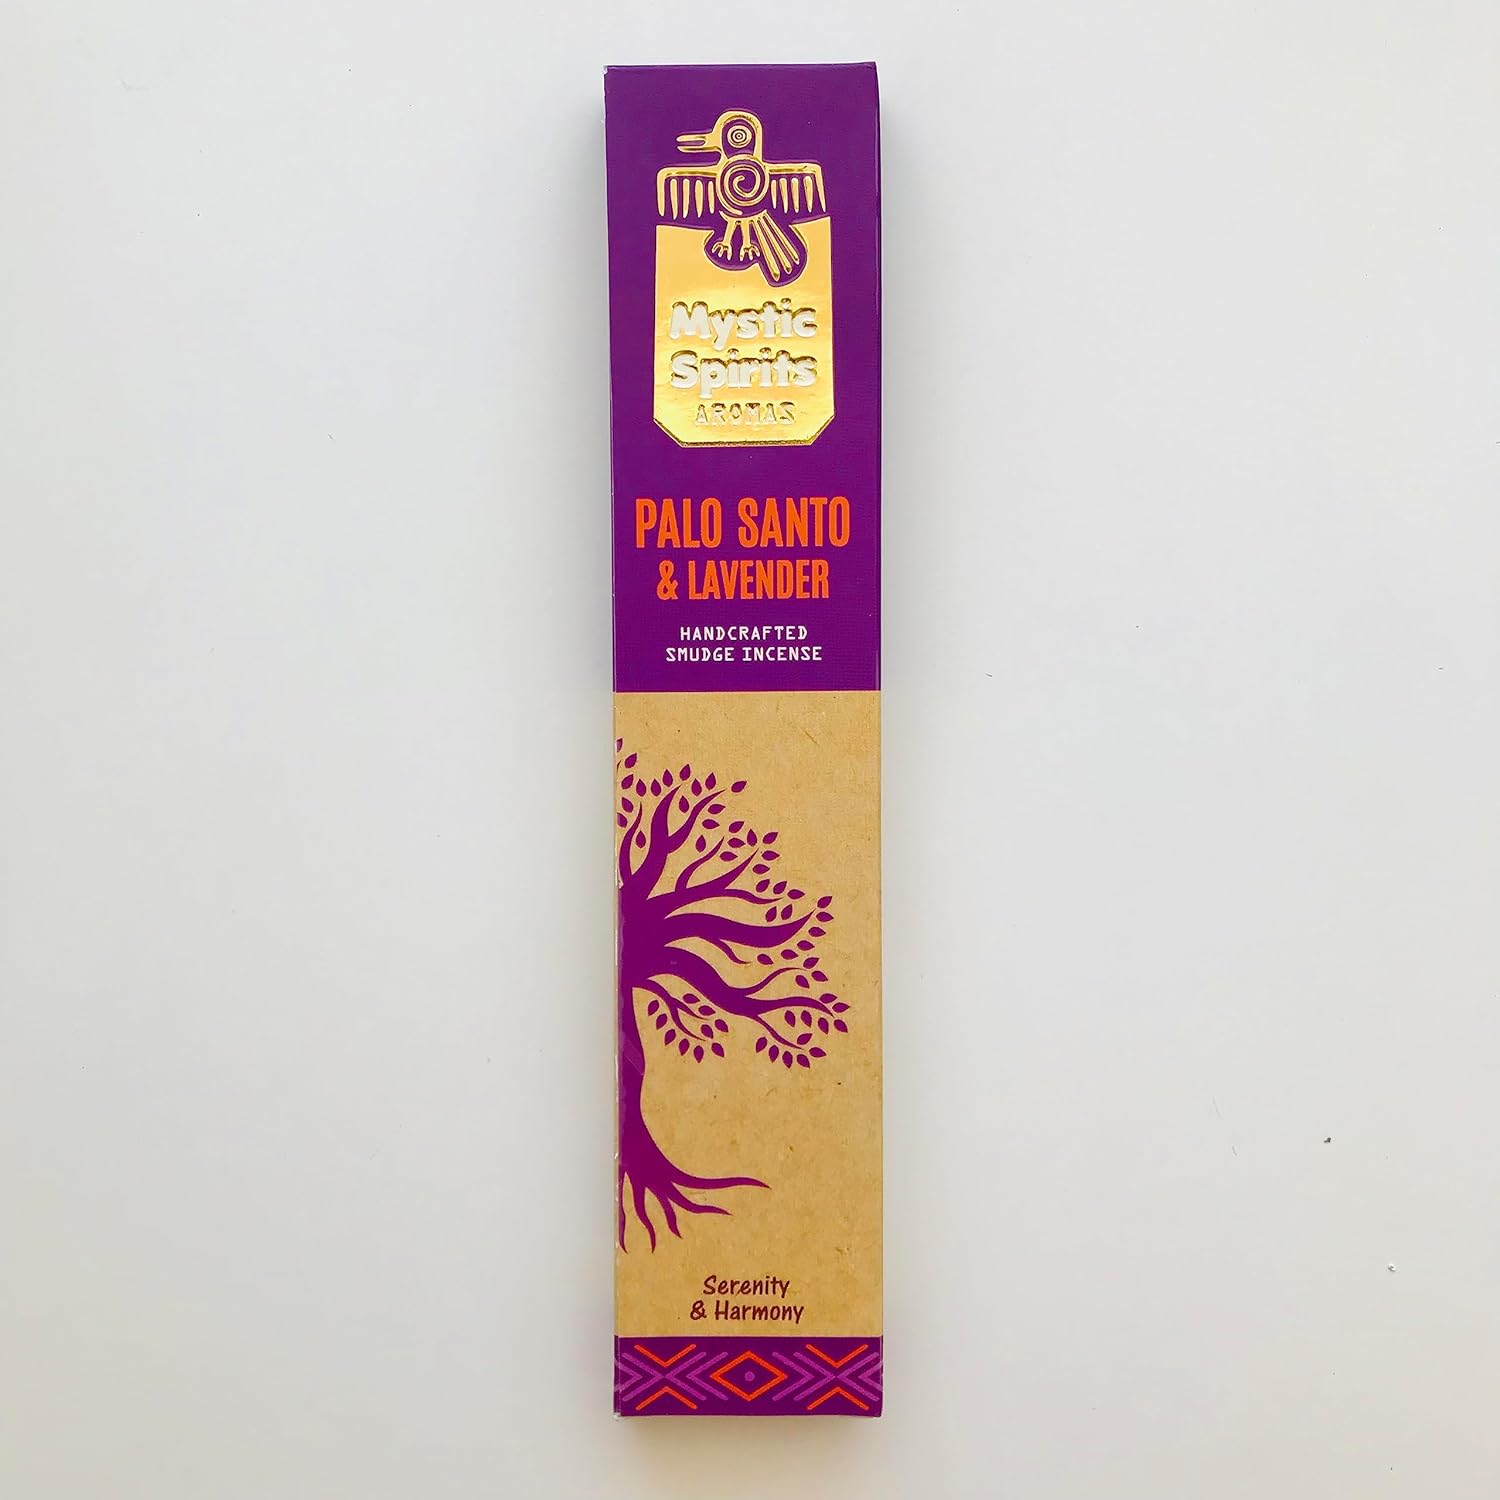 Mystic
Spirits
AROMAS
PALO SANTO
& LAVENDER
HANDCRAFTED
SMUDGE INCENSE
Serenity
& Harmony